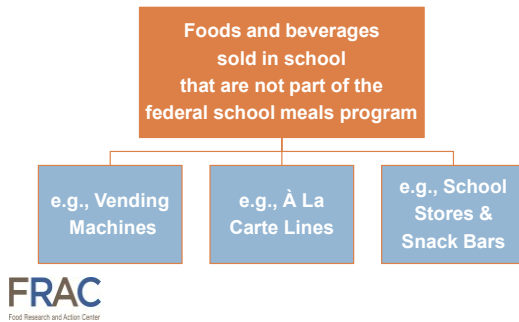 Foods and beverages
sold in school
that are not part of the
federal school meals program
e.g., Vending
Machines
e.g., À La
Carte Lines
e.g., School
Stores &
Snack Bars
FRAC
Food Research and Action Center